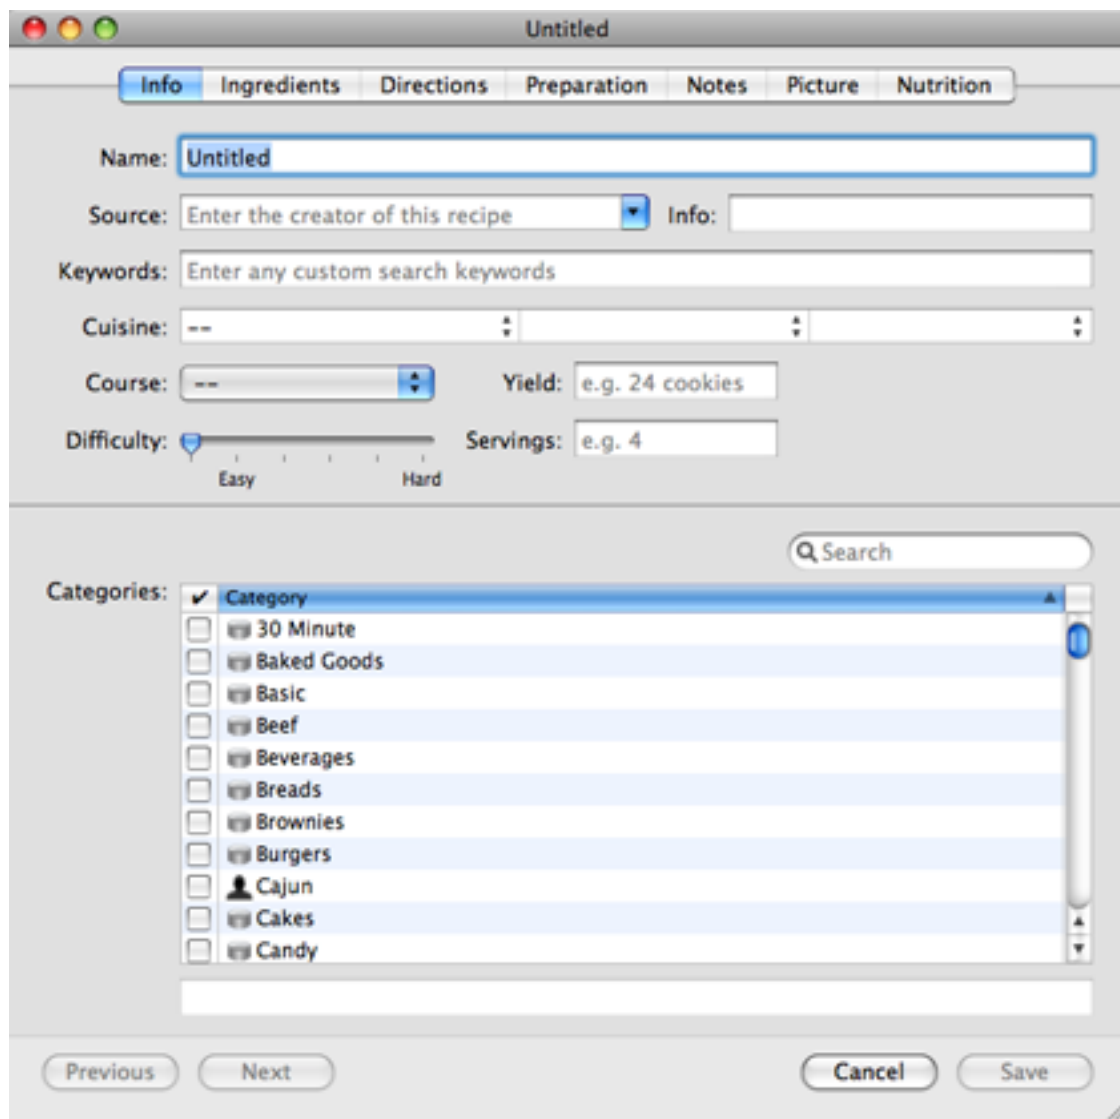 Untitled
Info Ingredients Directions Preparation Notes Picture Nutrition
Name: Untitled
Source: Enter the creator of this recipe Info:
Keywords: Enter any custom search keywords
Cuisine: --
Course: -- Yield: e.g. 24 cookies
Difficulty: Servings: e.g. 4
Easy Hard
Search
Categories: ✔ Category
30 Minute
Baked Goods
Basic
Beef
Beverages
Breads
Brownies
Burgers
Cajun
Cakes
Candy
Previous Next Cancel Save